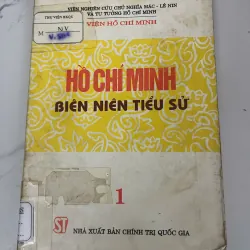 VIỆN NGHIÊN CỨU CHỦ NGHĨA MÁC - LÊ NIN
VÀ TƯ TƯỞNG HỒ CHÍ MINH
VIỆN HỒ CHÍ MINH
HỒ CHÍ MINH
BIÊN NIÊN TIỂU SỬ
1
ST
NHÀ XUẤT BẢN CHÍNH TRỊ QUỐC GIA